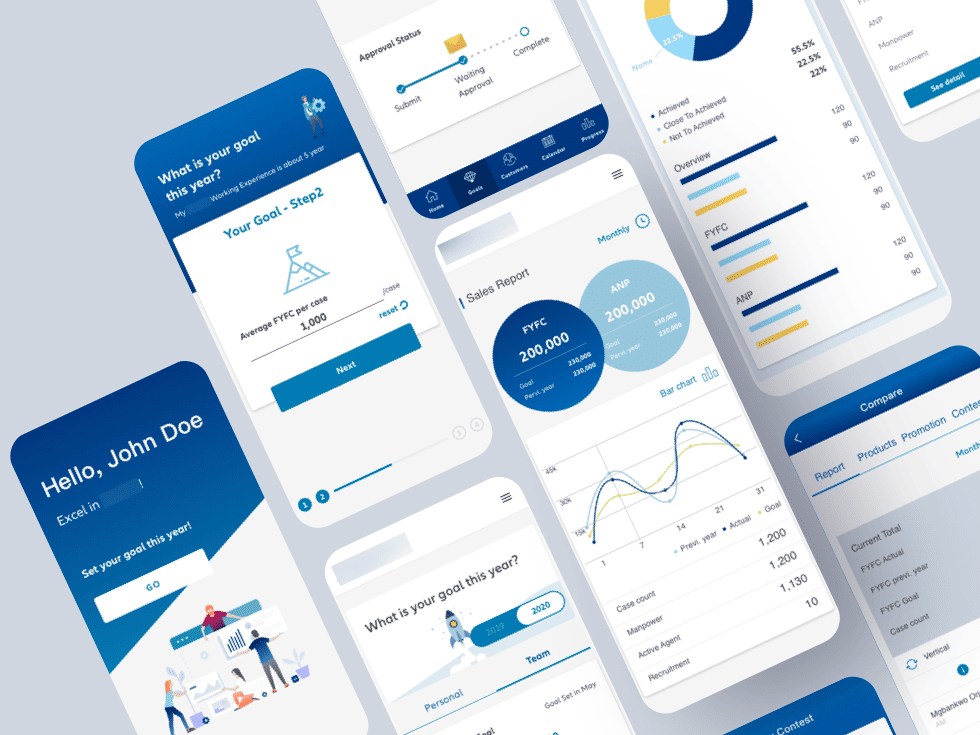 Hello, John Doe
Excel in
!
Set your goal this year!
GO
What is your goal
this year?
My
Working Experience is about 5 year
Your Goal - Step2
Average FYFC per case
1,000
/case
reset
Next
1
2
3
4
Approval Status
Submit
Waiting
Approval
Complete
Home
Goals
Customers
Calendar
Progress
What is your goal this year?
2019
2020
Personal
Team
Goal Set in May
Sales Report
Monthly
FYFC
200,000
Goal
230,000
Pervi. year
230,000
ANP
200,000
Goal
230,000
Pervi. year
230,000
Bar chart
45k
30k
15k
1
7
14
21
31
Previ. year
Actual
Goal
Case count
1,200
Manpower
1,200
Active Agent
1,130
Recruitment
10
22.5%
Name
55.5%
22.5%
22%
Achieved
Close To Achieved
Not To Achieved
Overview
120
90
90
FYFC
120
90
90
ANP
120
90
90
ANP
Manpower
Recruitment
See detail
Compare
Report
Products
Promotion
Contes
Month
Current Total
FYFC Actual
FYFC previ. year
FYFC Goal
Case count
Vertical
i
Mgbankwo Ori
AM
Contest